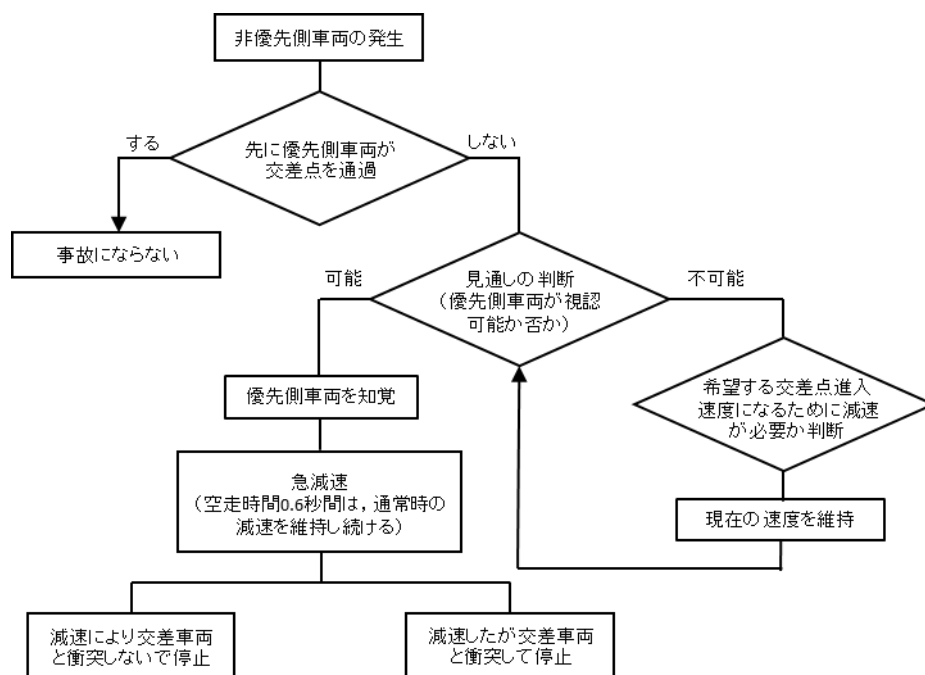 非優先側車両の発生
する
しない
先に優先側車両が
交差点を通過
事故にならない
可能
不可能
見通しの判断
（優先側車両が視認
可能か否か）
優先側車両を知覚
希望する交差点進入
速度になるために減速
が必要か判断
急減速
（空走時間0.6秒間は，通常時の
減速を維持し続ける）
現在の速度を維持
減速により交差車両
と衝突しないで停止
減速したが交差車両
と衝突して停止